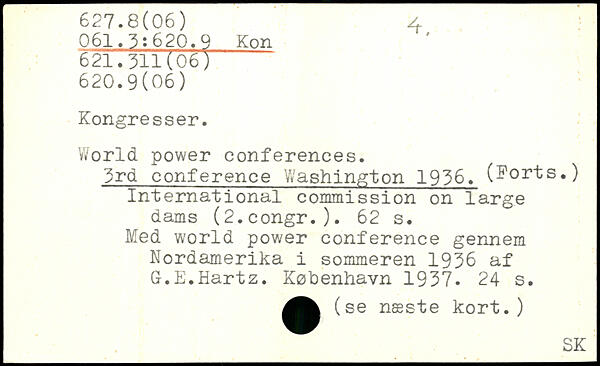 627.8(06)
4.
061.3:620.9 Kon
621.311(06)
620.9(06)
Kongresser.
World power conferences.
3rd conference Washington 1936. (Forts.)
International commission on large
dams (2.congr.). 62 s.
Med world power conference gennem
Nordamerika i sommeren 1936 af
G.E.Hartz. København 1937. 24 s.
(se næste kort.)
SK